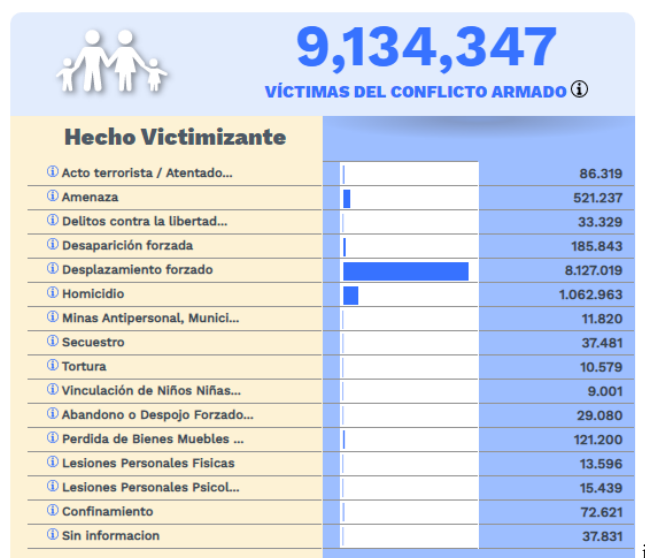 9,134,347
VÍCTIMAS DEL CONFLICTO ARMADO
Hecho Victimizante
Acto terrorista / Atentado... 86.319
Amenaza 521.237
Delitos contra la libertad... 33.329
Desaparición forzada 185.843
Desplazamiento forzado 8.127.019
Homicidio 1.062.963
Minas Antipersonal, Munici... 11.820
Secuestro 37.481
Tortura 10.579
Vinculación de Niños Niñas... 9.001
Abandono o Despojo Forzado... 29.080
Perdida de Bienes Muebles ... 121.200
Lesiones Personales Fisicas 13.596
Lesiones Personales Psicol... 15.439
Confinamiento 72.621
Sin informacion 37.831